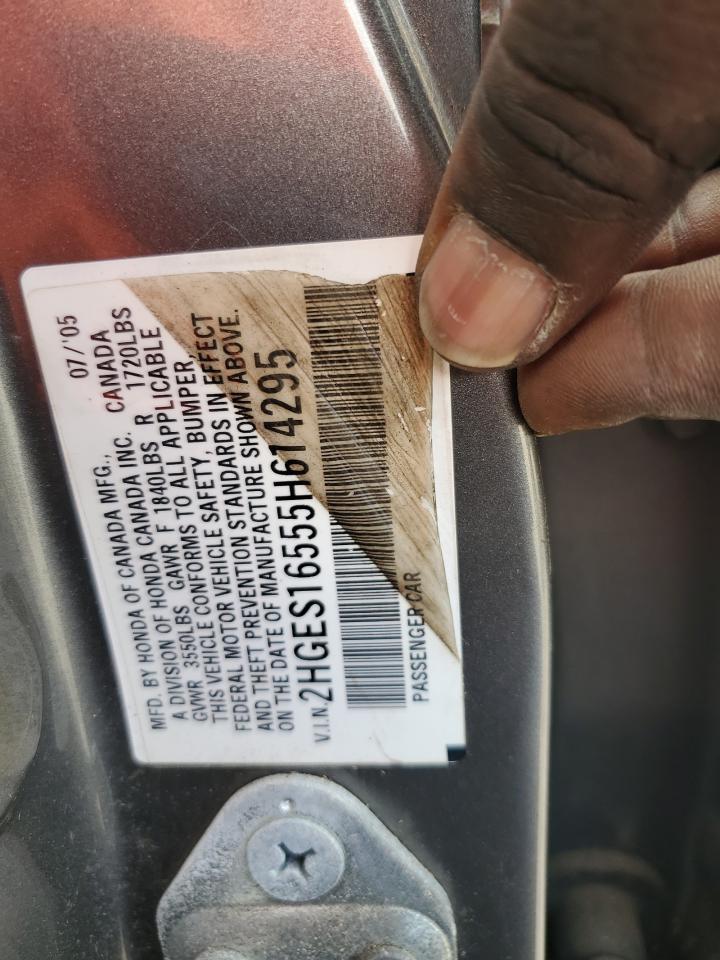 MFD. BY HONDA OF CANADA MFG., 07/'05
A DIVISION OF HONDA CANADA INC. CANADA
GVWR 3550LBS GAWR F 1840LBS R 1720LBS
THIS VEHICLE CONFORMS TO ALL APPLICABLE
FEDERAL MOTOR VEHICLE SAFETY, BUMPER,
AND THEFT PREVENTION STANDARDS IN EFFECT
ON THE DATE OF MANUFACTURE SHOWN ABOVE.
V.I.N. 2HGES16555H614295
PASSENGER CAR